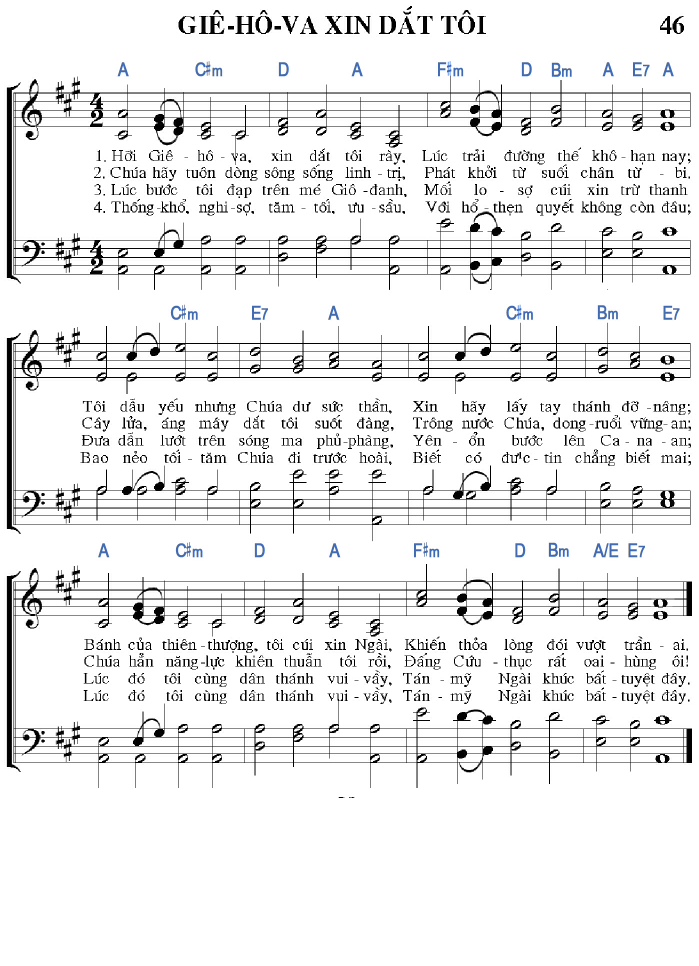 GIÊ-HÔ-VA XIN DẮT TÔI 46
A C#m D A F#m D Bm A E7 A
4 2
1. Hỡi Giê-hô-va, xin dắt tôi rày, Lúc trải đường thế khô-hạn nay;
2. Chúa hãy tuôn dòng sông sống linh-trị, Phát khởi từ suối chân từ-bi.
3. Lúc bước tôi đạp trên mé Giô-đanh, Mối lo-sợ cúi xin trừ thanh
4. Thống-khổ, nghi-sợ, tăm-tối, ưu-sầu, Với hổ-thẹn quyết không còn đâu;
4 2
C#m E7 A C#m Bm E7
Tôi dẫu yếu nhưng Chúa dư sức thần, Xin hãy lấy tay thánh đỡ-nâng;
Cây lửa, áng mây dắt tôi suốt đàng, Trông nước Chúa, dong-ruổi vững-an;
Đưa dẫn lướt trên sóng ma phủ-phàng, Yên-ổn bước lên Ca-na-an;
Bao nẻo tối-tăm Chúa đi trước hoài, Biết có đức-tin chẳng biết mai;
A C#m D A F#m D Bm A/E E7
Bánh của thiên-thượng, tôi cúi xin Ngài, Khiến thỏa lòng đói vượt trần-ai.
Chúa hẳn năng-lực khiên thuẫn tôi rồi, Đấng Cứu-thục rất oai-hùng ôi!
Lúc đó tôi cùng dân thánh vui-vầy, Tán-mỹ Ngài khúc bất-tuyệt đây.
Lúc đó tôi cùng dân thánh vui-vầy, Tán-mỹ Ngài khúc bất-tuyệt đây.